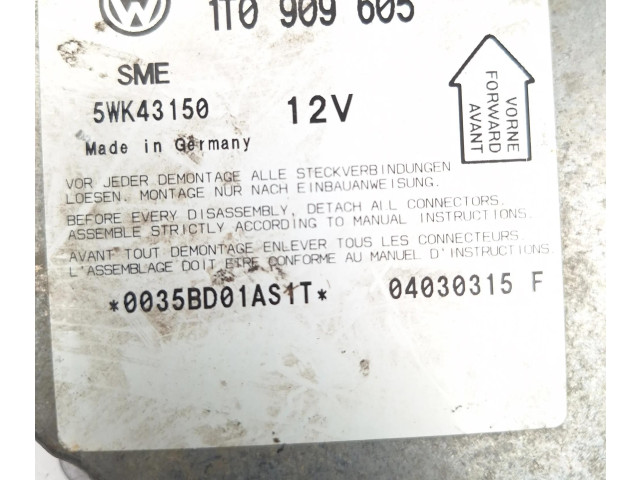 1T0 909 605
SME
5WK43150 12V
Made in Germany
VORNE
FORWARD
AVANT
VOR JEDER DEMONTAGE ALLE STECKVERBINDUNGEN
LOESEN. MONTAGE NUR NACH EINBAUANWEISUNG.
BEFORE EVERY DISASSEMBLY, DETACH ALL CONNECTORS.
ASSEMBLE STRICTLY ACCORDING TO MANUAL INSTRUCTIONS.
AVANT TOUT DEMONTAGE ENLEVER TOUS LES CONNECTEURS.
L'ASSEMBLAGE DOIT ETRE CONFORME AU MANUEL D'INSTRUCTIONS.
*0035BD01AS1T* 04030315 F